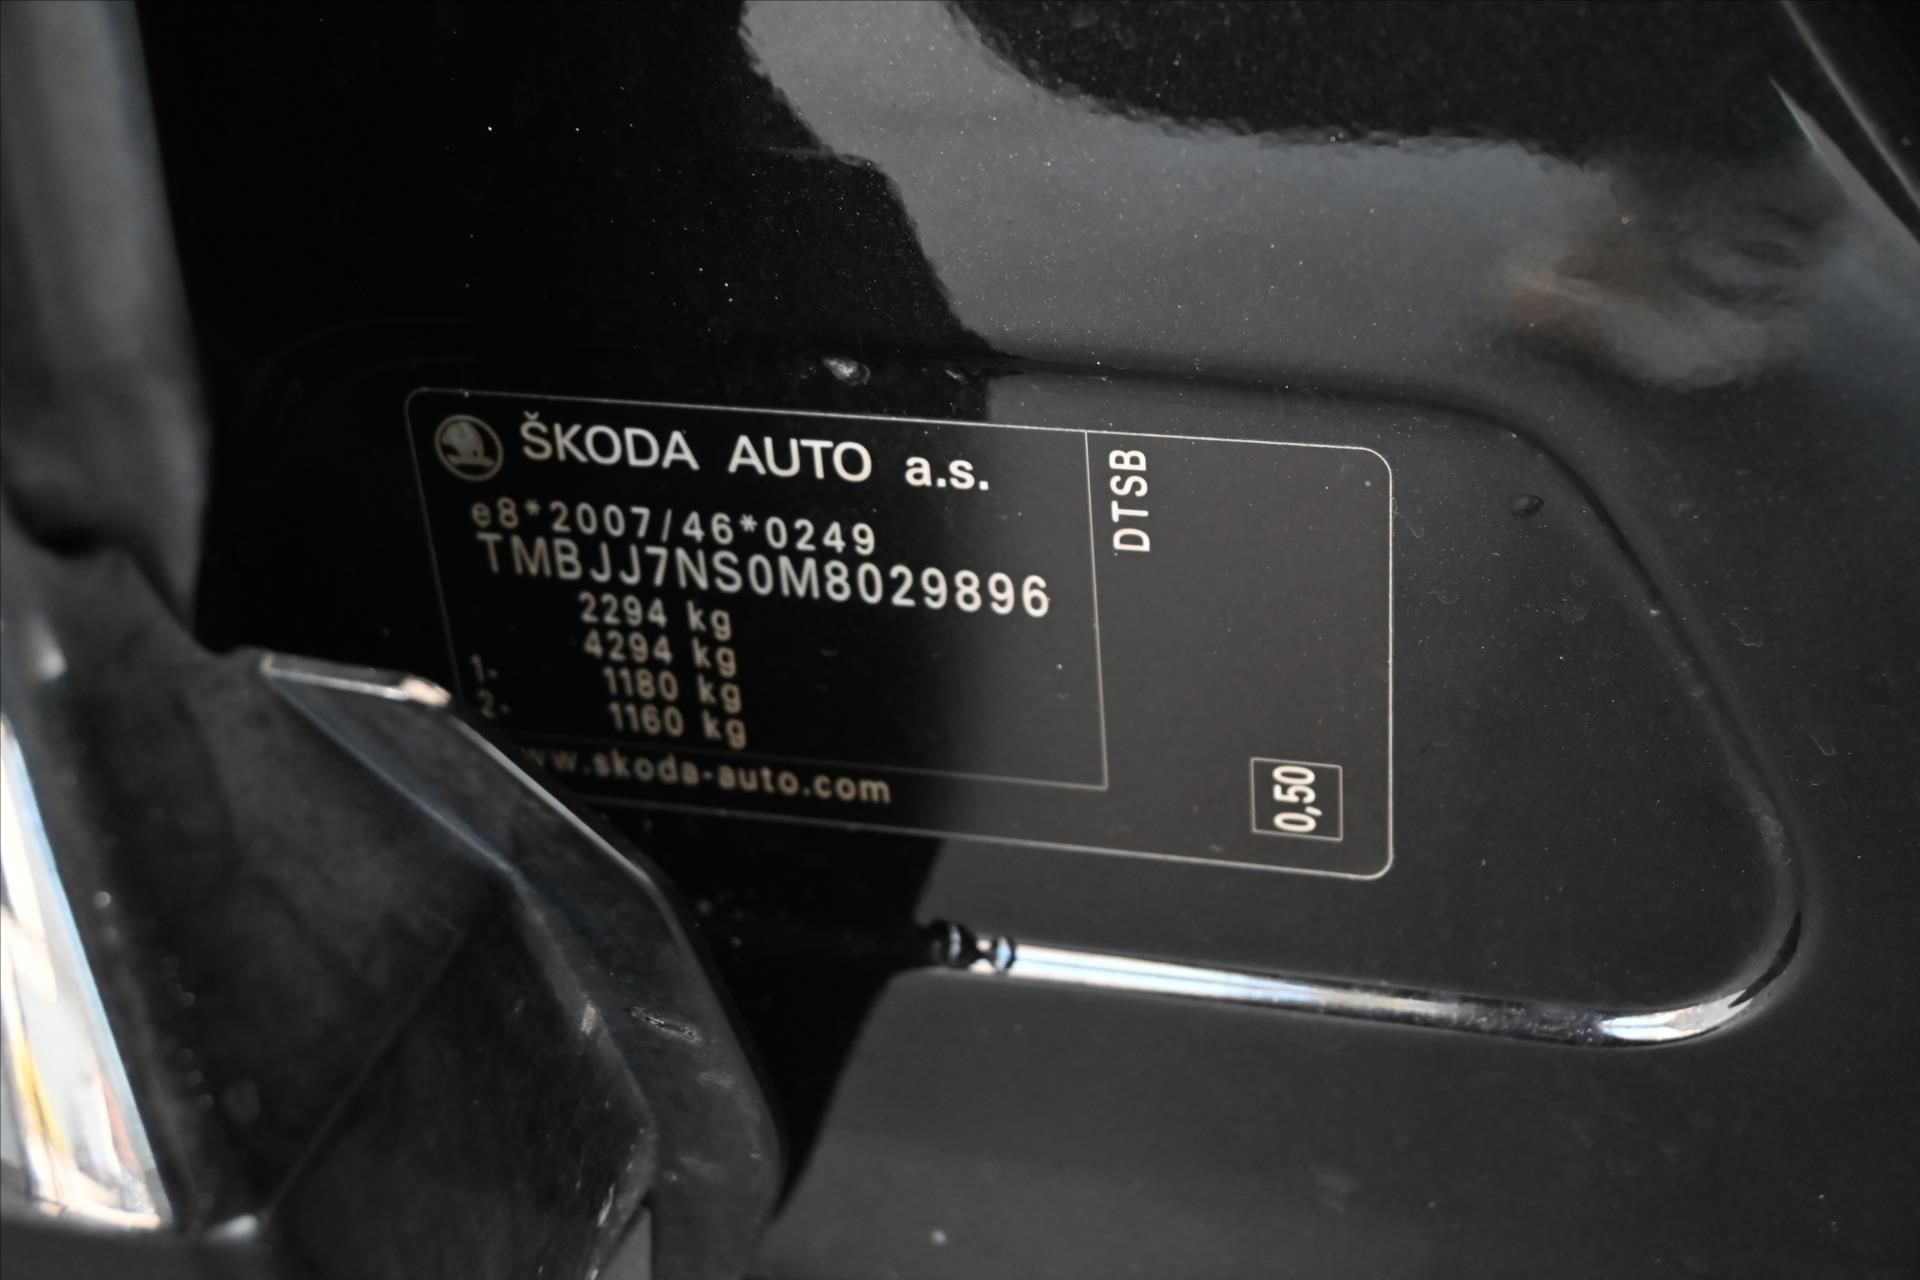 ŠKODA AUTO a.s.
e8*2007/46*0249
TMBJJ7NS0M8029896
2294 kg
4294 kg
1- 1180 kg
2- 1160 kg
www.skoda-auto.com
DTSB
0,50